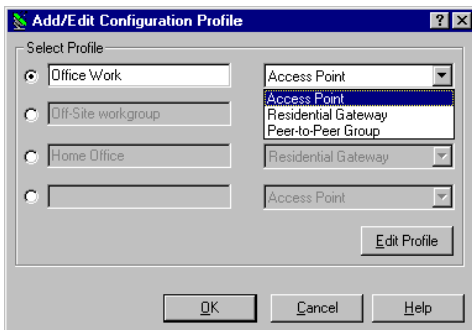 Add/Edit Configuration Profile
Select Profile
Office Work Access Point
Access Point
Off-Site workgroup Residential Gateway
Peer-to-Peer Group
Home Office Residential Gateway
Access Point
Edit Profile
OK Cancel Help